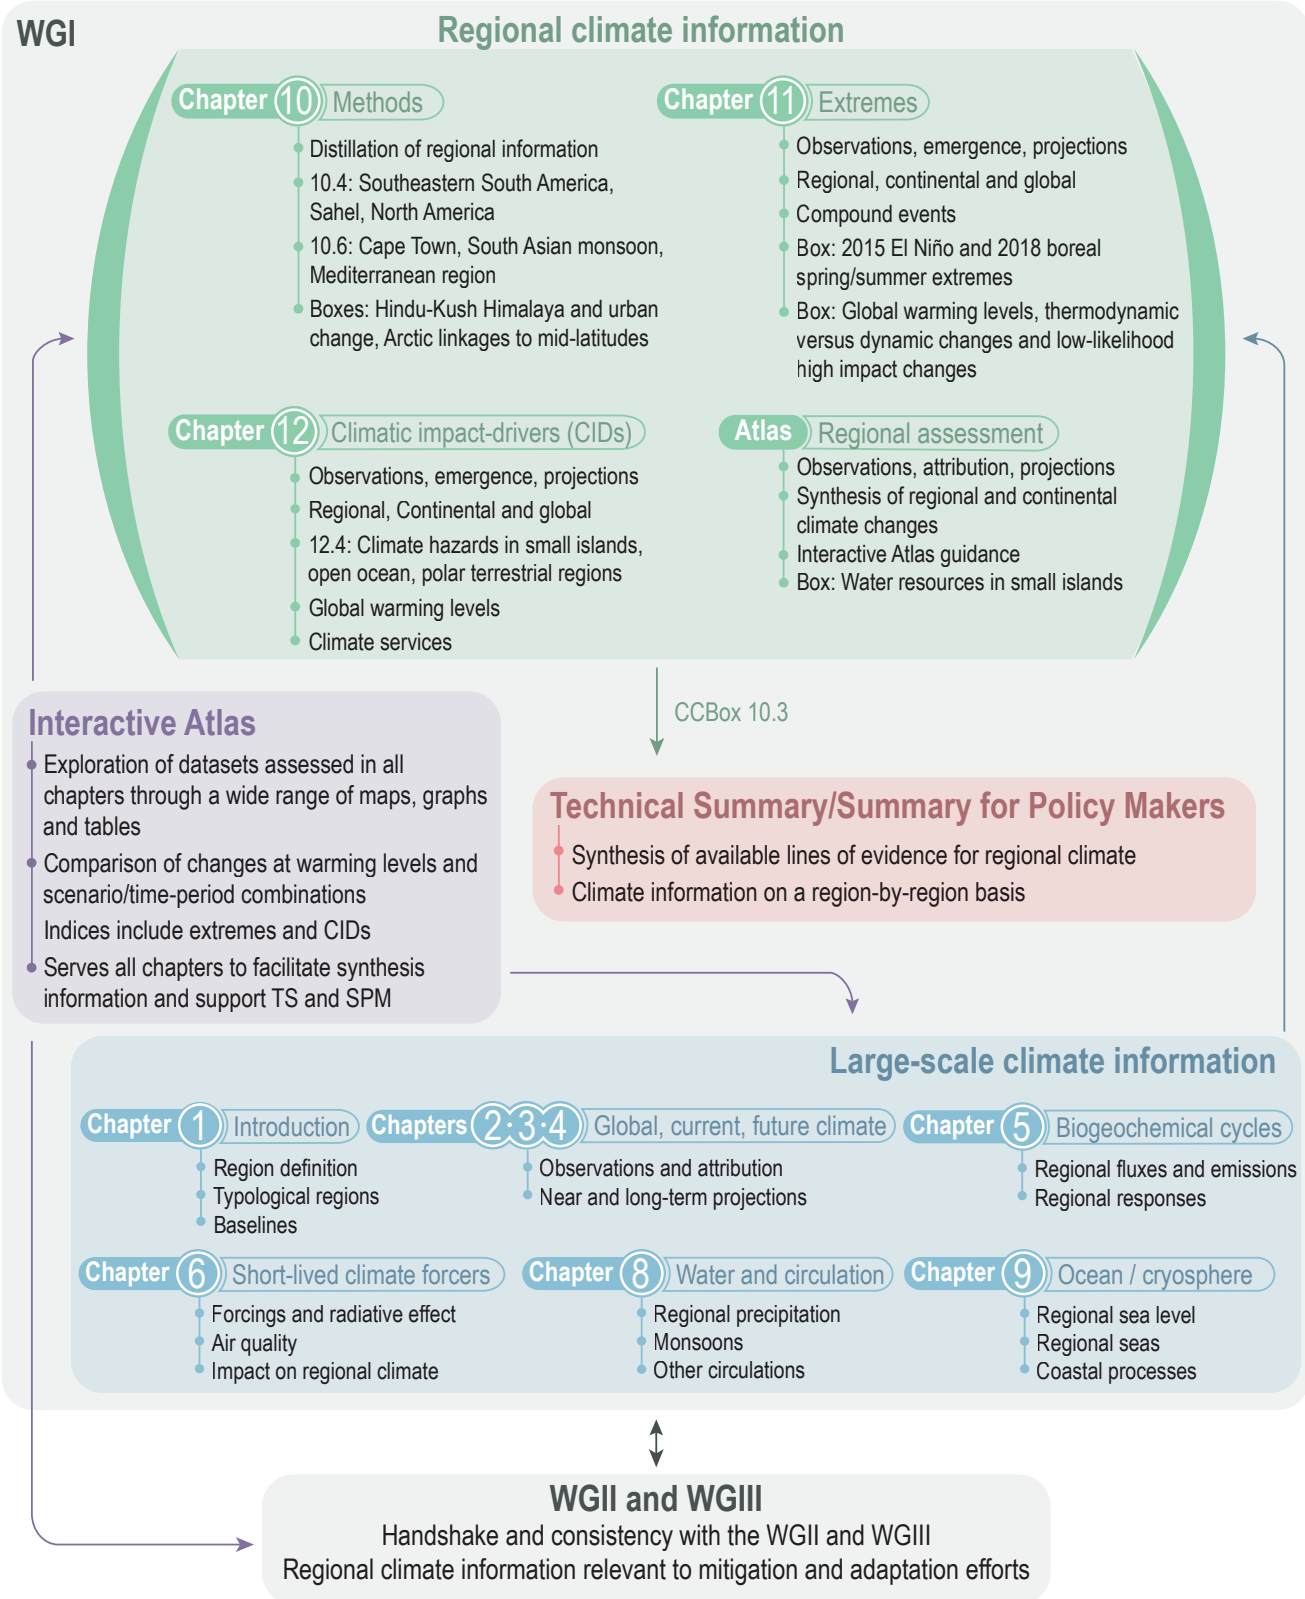 WGI
Regional climate information
Chapter 10 Methods
Distillation of regional information
10.4: Southeastern South America,
Sahel, North America
10.6: Cape Town, South Asian monsoon,
Mediterranean region
Boxes: Hindu-Kush Himalaya and urban
change, Arctic linkages to mid-latitudes
Chapter 11 Extremes
Observations, emergence, projections
Regional, continental and global
Compound events
Box: 2015 El Niño and 2018 boreal
spring/summer extremes
Box: Global warming levels, thermodynamic
versus dynamic changes and low-likelihood
high impact changes
Chapter 12 Climatic impact-drivers (CIDs)
Observations, emergence, projections
Regional, Continental and global
12.4: Climate hazards in small islands,
open ocean, polar terrestrial regions
Global warming levels
Climate services
Atlas Regional assessment
Observations, attribution, projections
Synthesis of regional and continental
climate changes
Interactive Atlas guidance
Box: Water resources in small islands
CCBox 10.3
Interactive Atlas
Exploration of datasets assessed in all
chapters through a wide range of maps, graphs
and tables
Comparison of changes at warming levels and
scenario/time-period combinations
Indices include extremes and CIDs
Serves all chapters to facilitate synthesis
information and support TS and SPM
Technical Summary/Summary for Policy Makers
Synthesis of available lines of evidence for regional climate
Climate information on a region-by-region basis
Large-scale climate information
Chapter 1 Introduction
Region definition
Typological regions
Baselines
Chapters 2·3·4 Global, current, future climate
Observations and attribution
Near and long-term projections
Chapter 5 Biogeochemical cycles
Regional fluxes and emissions
Regional responses
Chapter 6 Short-lived climate forcers
Forcings and radiative effect
Air quality
Impact on regional climate
Chapter 8 Water and circulation
Regional precipitation
Monsoons
Other circulations
Chapter 9 Ocean / cryosphere
Regional sea level
Regional seas
Coastal processes
WGII and WGIII
Handshake and consistency with the WGII and WGIII
Regional climate information relevant to mitigation and adaptation efforts